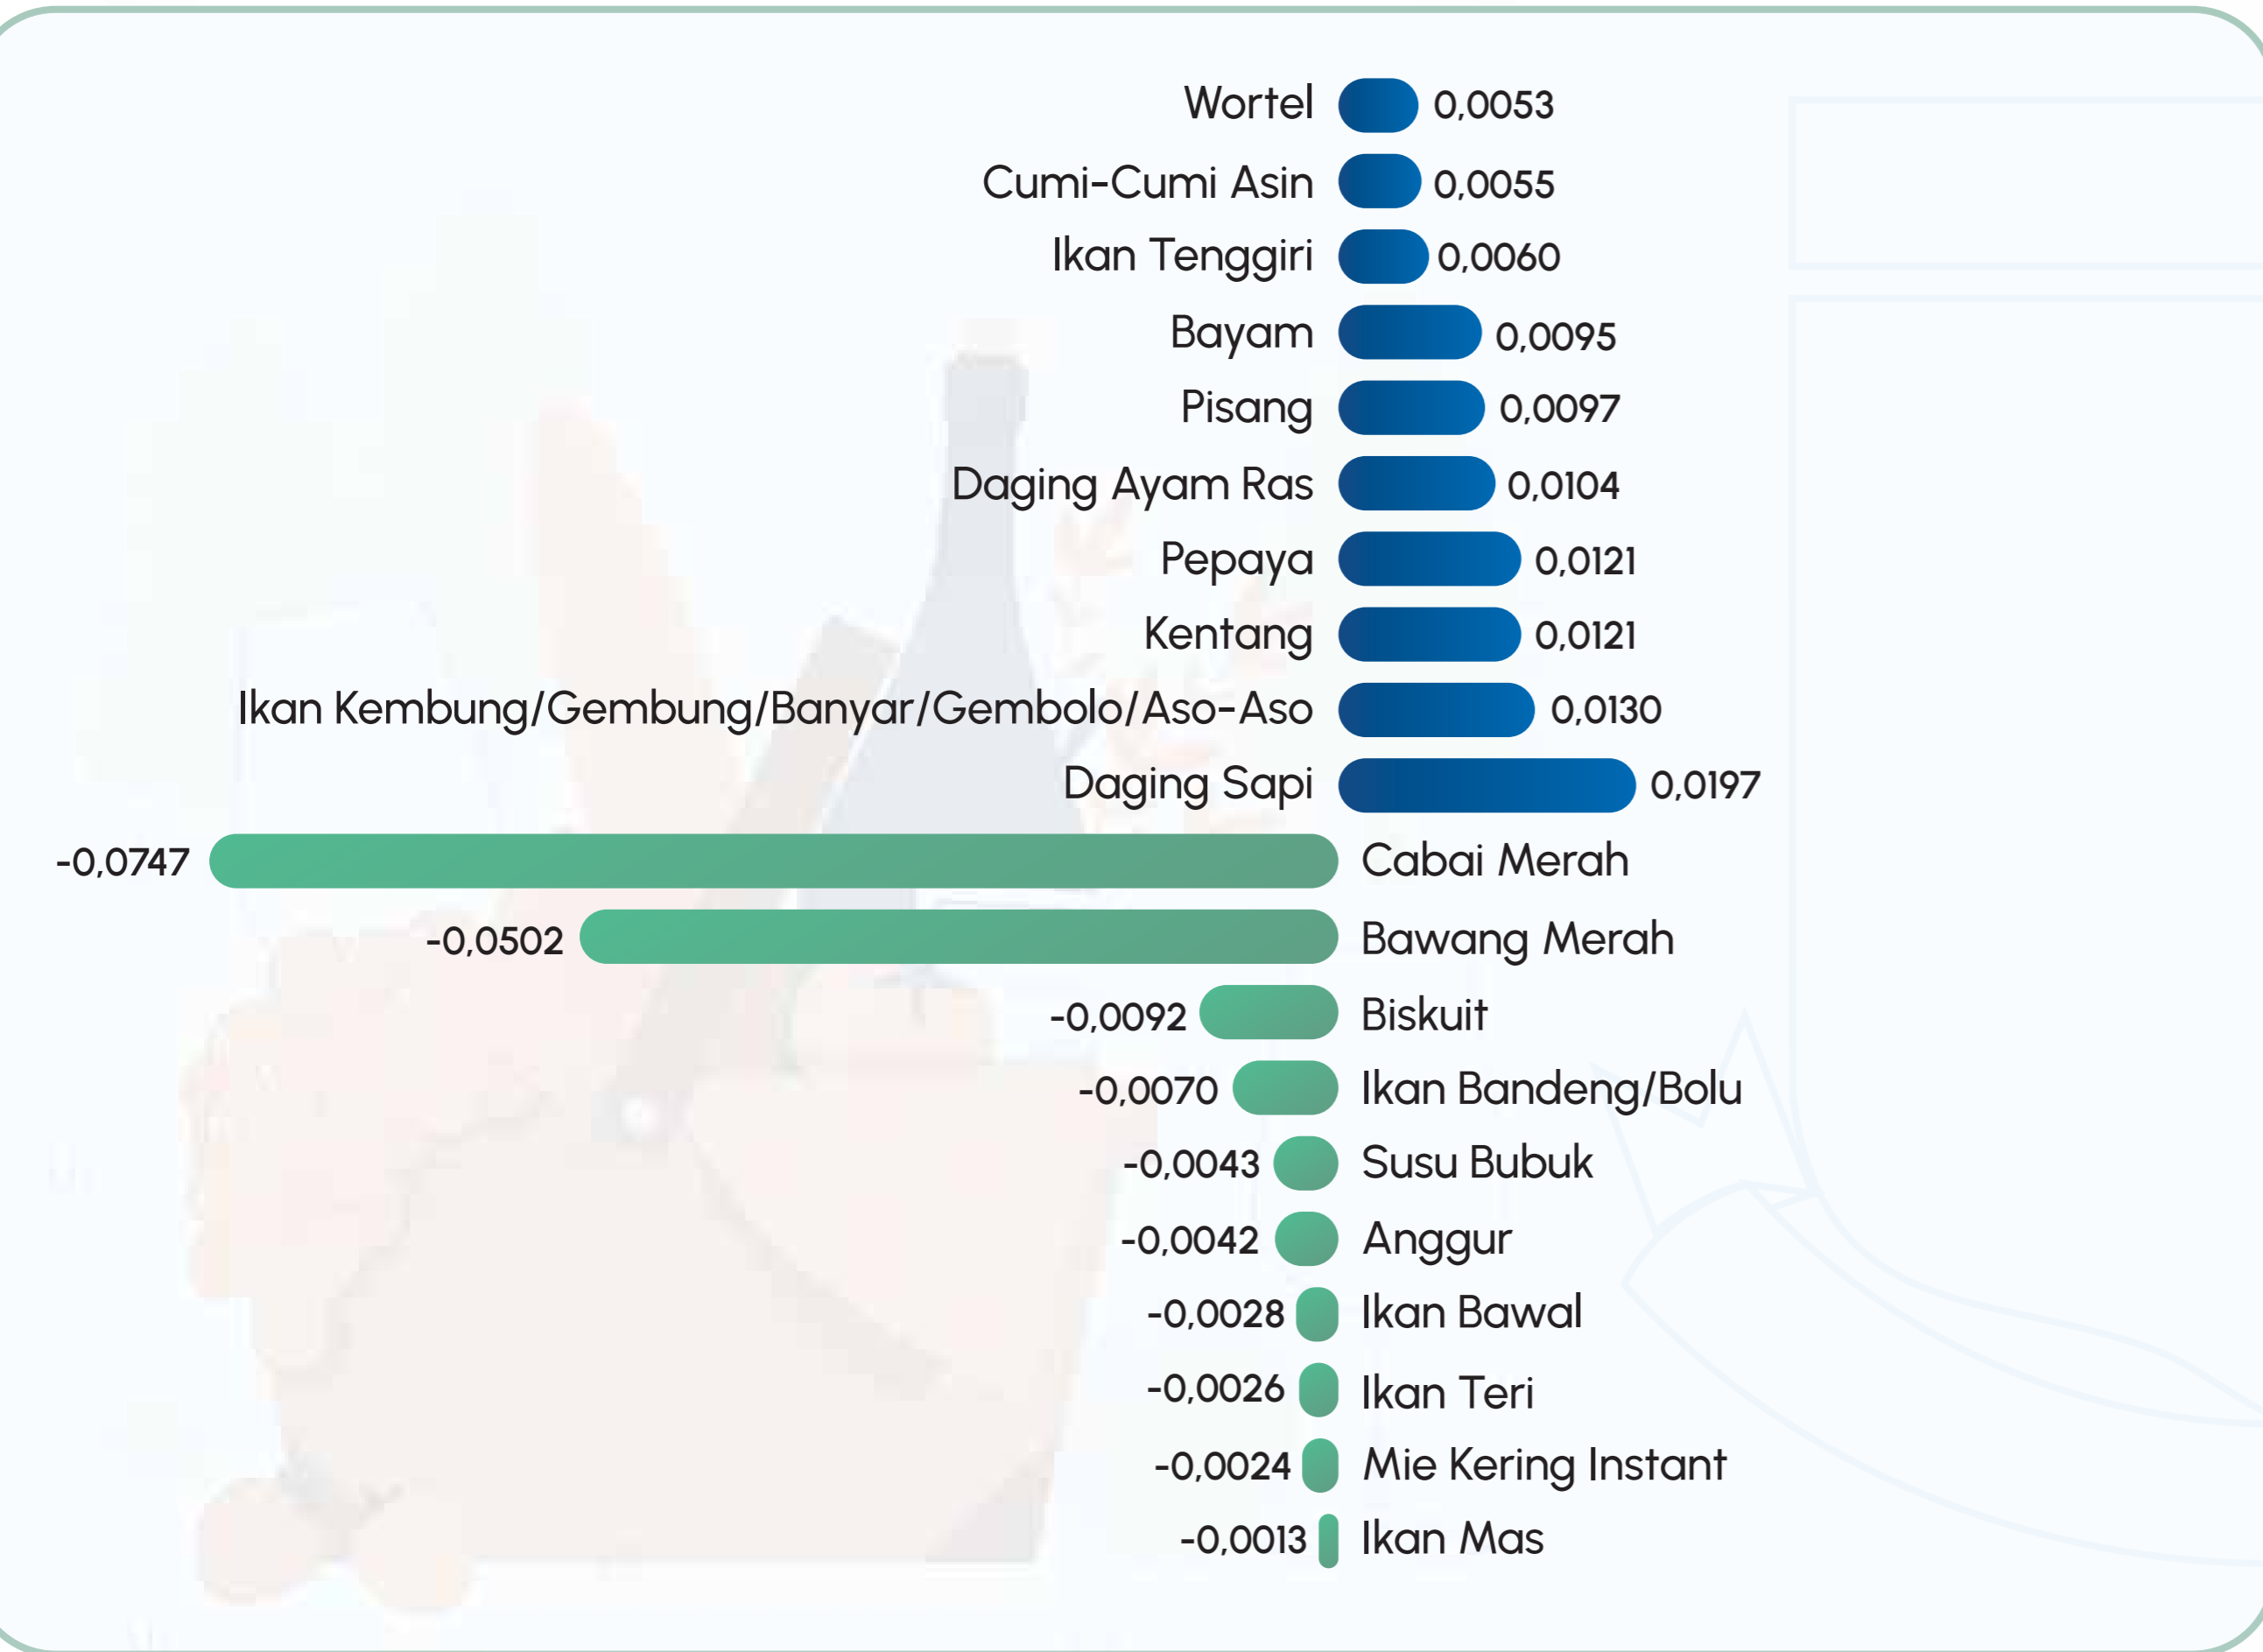 Wortel 0,0053
Cumi-Cumi Asin 0,0055
Ikan Tenggiri 0,0060
Bayam 0,0095
Pisang 0,0097
Daging Ayam Ras 0,0104
Pepaya 0,0121
Kentang 0,0121
Ikan Kembung/Gembung/Banyar/Gembolo/Aso-Aso 0,0130
Daging Sapi 0,0197
-0,0747 Cabai Merah
-0,0502 Bawang Merah
-0,0092 Biskuit
-0,0070 Ikan Bandeng/Bolu
-0,0043 Susu Bubuk
-0,0042 Anggur
-0,0028 Ikan Bawal
-0,0026 Ikan Teri
-0,0024 Mie Kering Instant
-0,0013 Ikan Mas